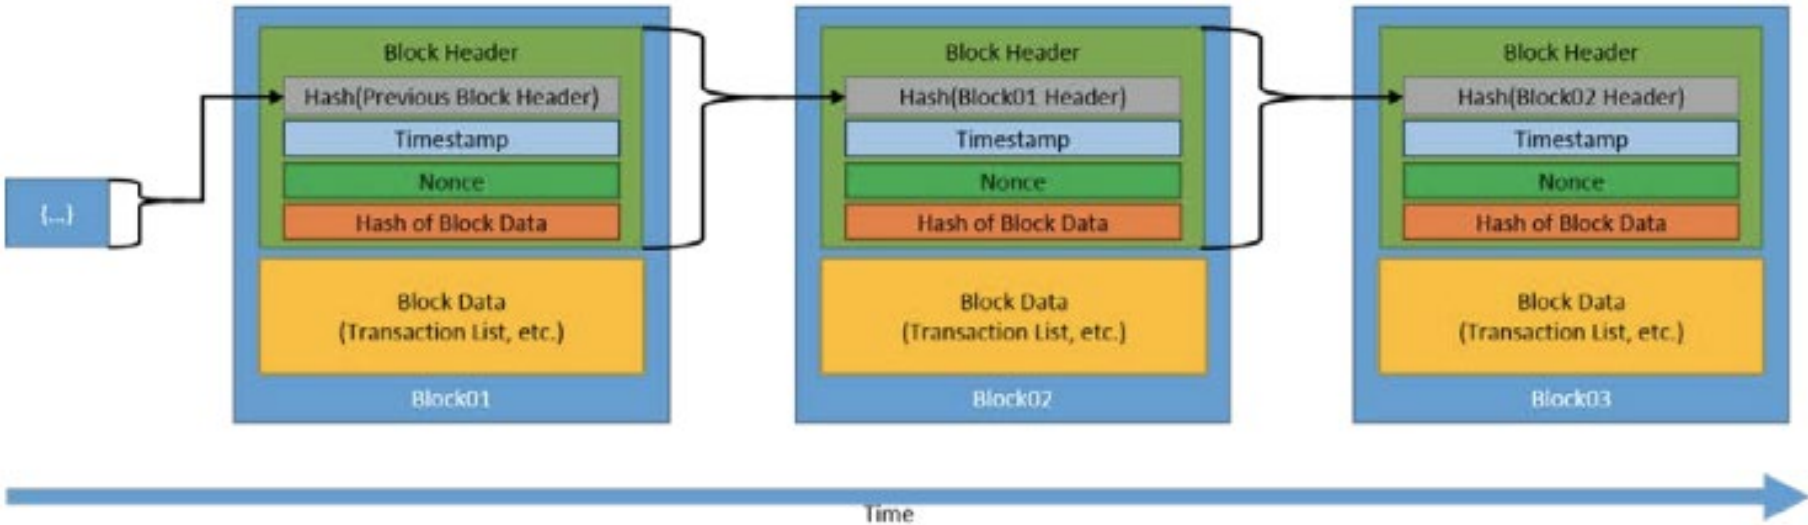 {...}
Block Header
Hash(Previous Block Header)
Timestamp
Nonce
Hash of Block Data
Block Data
(Transaction List, etc.)
Block01
Block Header
Hash(Block01 Header)
Timestamp
Nonce
Hash of Block Data
Block Data
(Transaction List, etc.)
Block02
Block Header
Hash(Block02 Header)
Timestamp
Nonce
Hash of Block Data
Block Data
(Transaction List, etc.)
Block03
Time